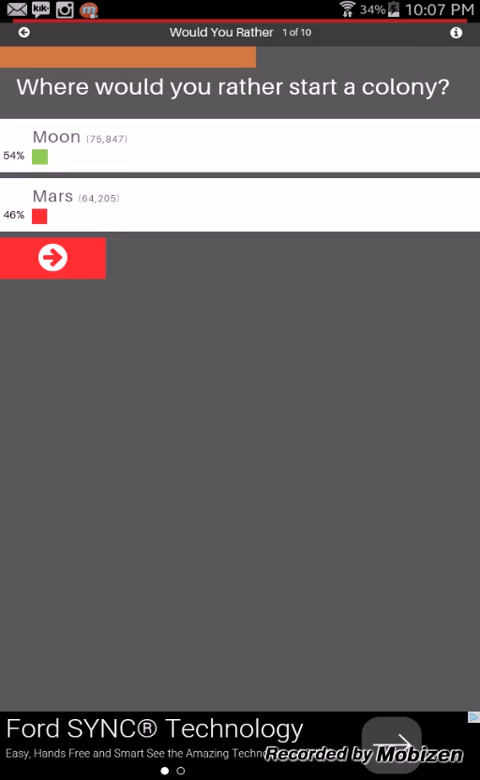 34% 10:07 PM
Would You Rather 1 of 10
Where would you rather start a colony?
Moon (75,847)
54%
Mars (64,205)
46%
Ford SYNC® Technology
Easy, Hands Free and Smart See the Amazing
Recorded by Mobizen